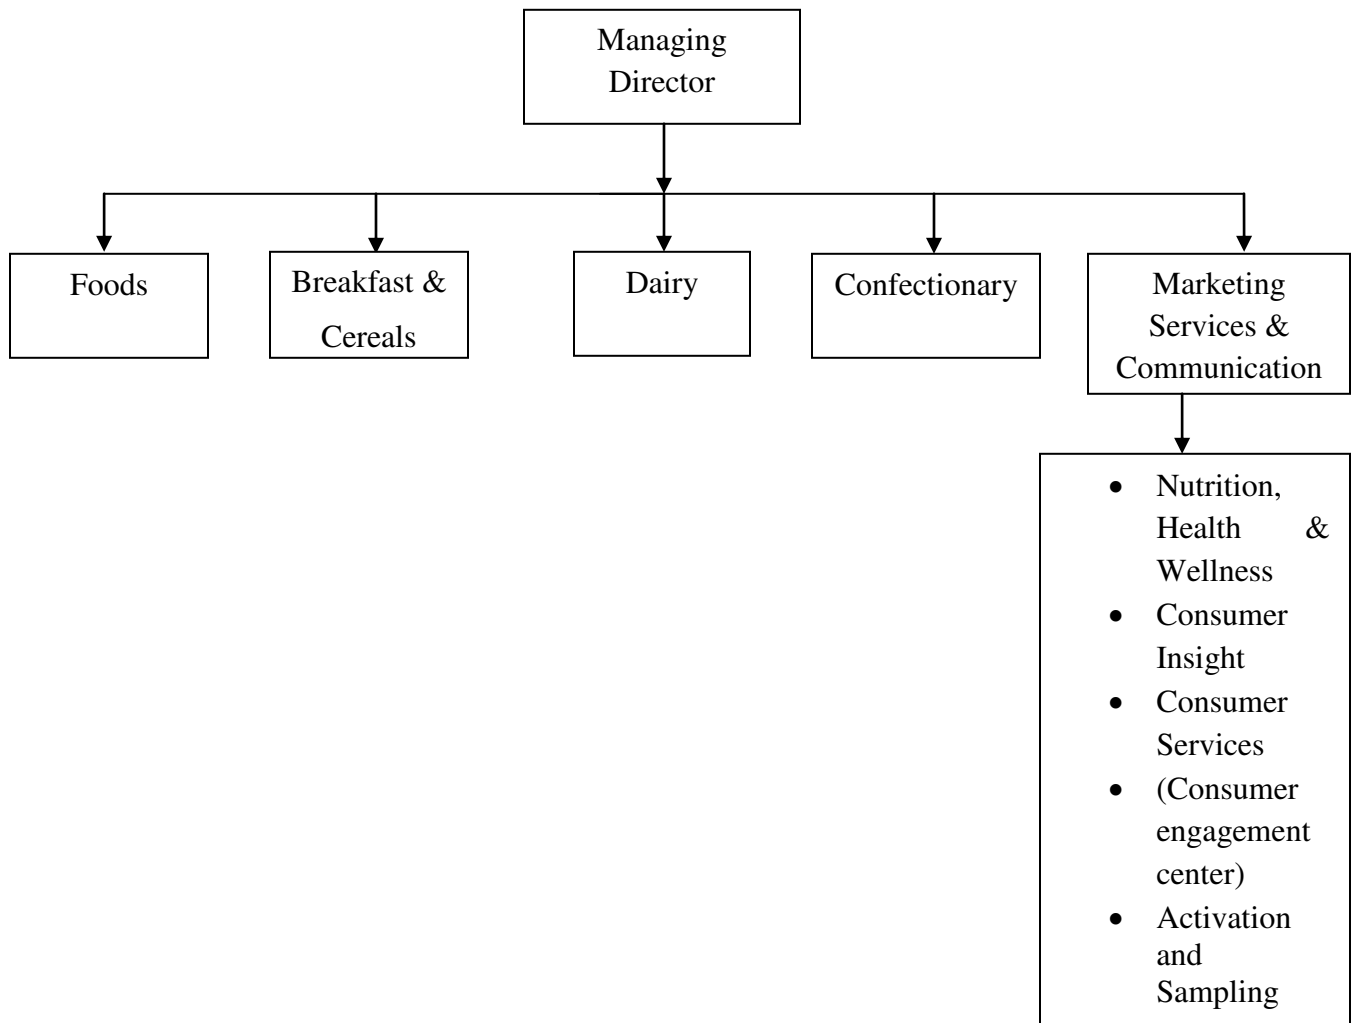 Managing
Director
Foods
Breakfast &
Cereals
Dairy
Confectionary
Marketing
Services &
Communication
• Nutrition,
Health &
Wellness
• Consumer
Insight
• Consumer
Services
• (Consumer
engagement
center)
• Activation
and
Sampling